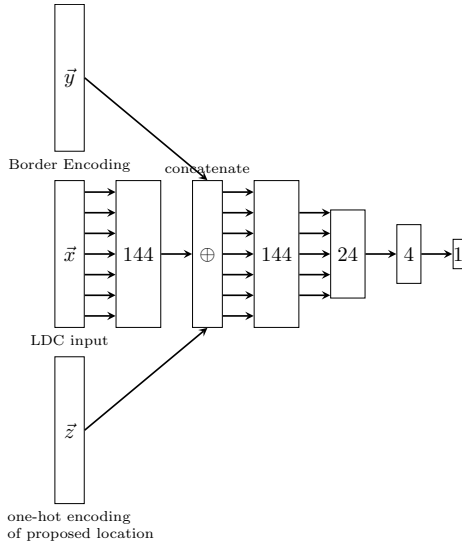 y⃗
Border Encoding
concatenate
x⃗
144
⊕
144
24
4
1
LDC input
z⃗
one-hot encoding
of proposed location